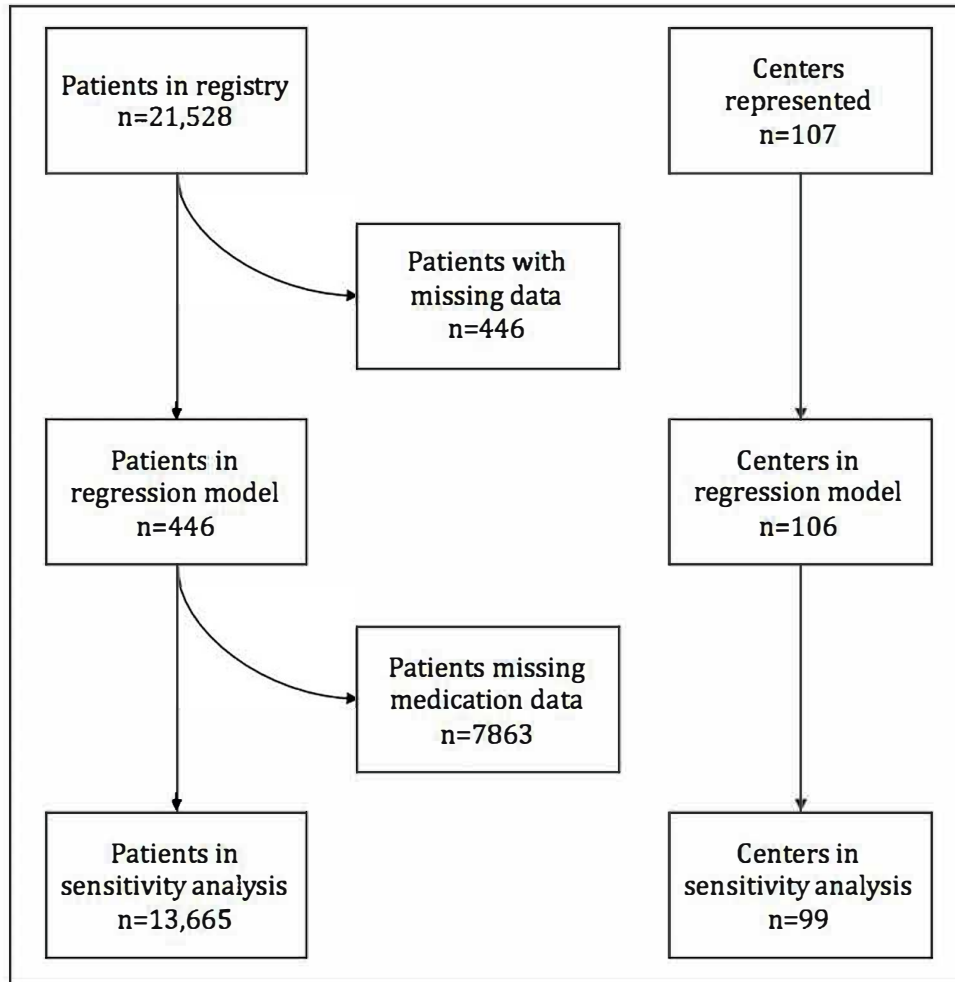 Patients in registry
n=21,528
Centers
represented
n=107
Patients with
missing data
n=446
Patients in
regression model
n=446
Centers in
regression model
n=106
Patients missing
medication data
n=7863
Patients in
sensitivity analysis
n=13,665
Centers in
sensitivity analysis
n=99